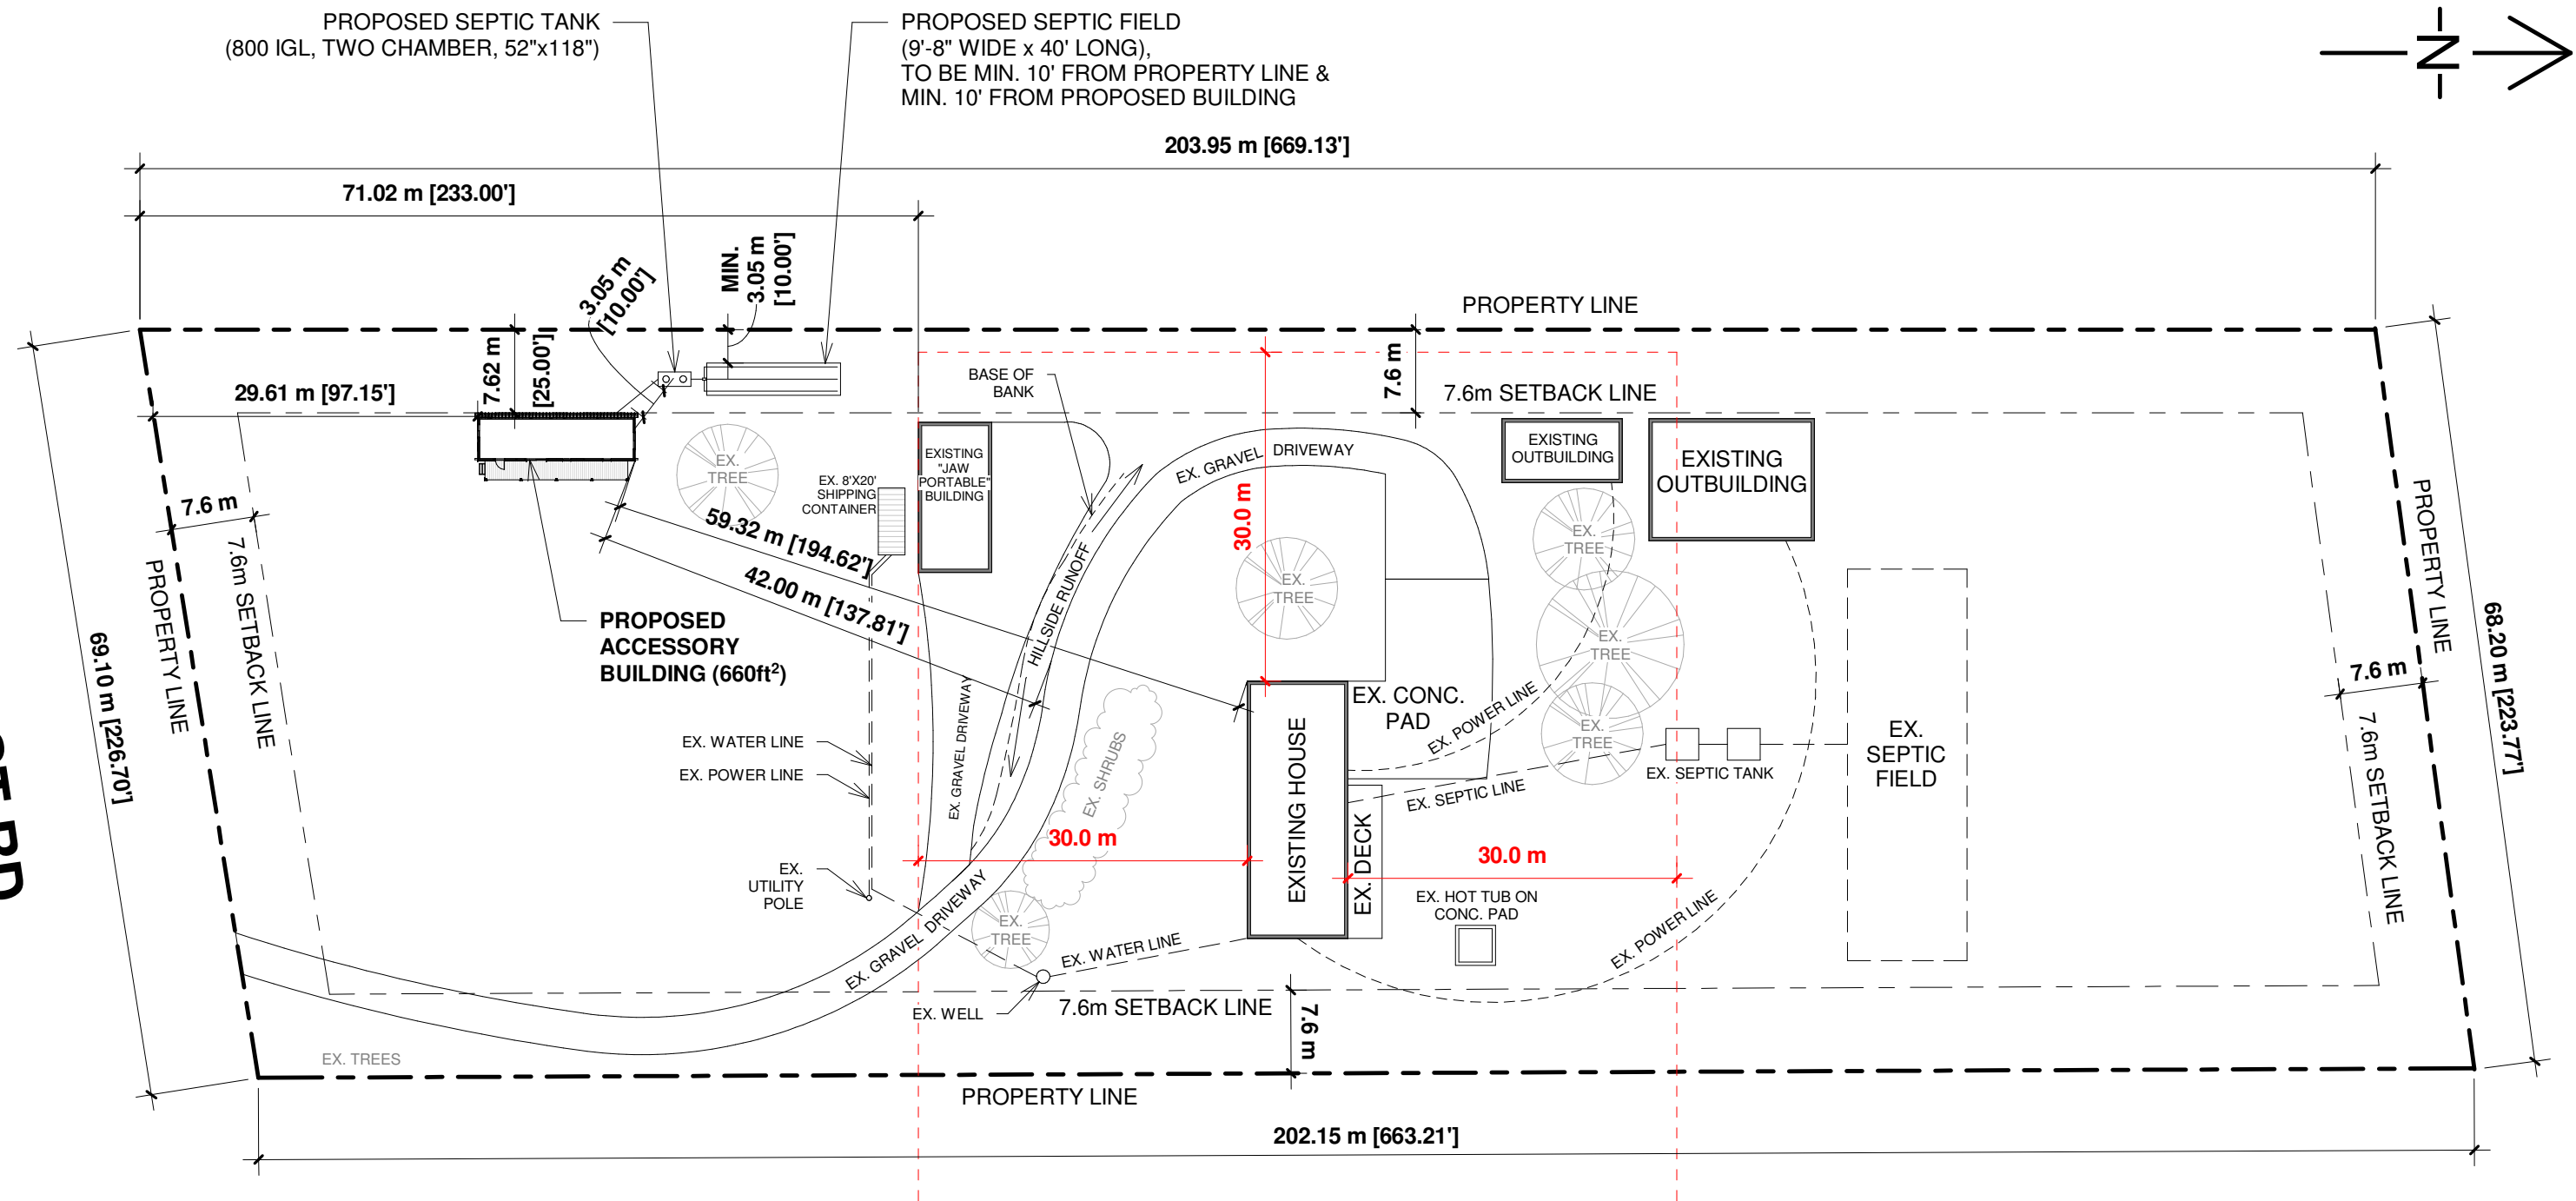 PROPOSED SEPTIC TANK
(800 IGL, TWO CHAMBER, 52"x118")
PROPOSED SEPTIC FIELD
(9'-8" WIDE x 40' LONG),
TO BE MIN. 10' FROM PROPERTY LINE &
MIN. 10' FROM PROPOSED BUILDING
N
203.95 m [669.13']
71.02 m [233.00']
3.05 m
[10.00']
MIN.
3.05 m
[10.00']
PROPERTY LINE
29.61 m [97.15']
7.62 m
[25.00']
BASE OF
BANK
7.6 m
7.6m SETBACK LINE
EX.
TREE
EX. 8'X20'
SHIPPING
CONTAINER
EXISTING
"JAW
PORTABLE"
BUILDING
EX. GRAVEL DRIVEWAY
EXISTING
OUTBUILDING
EXISTING
OUTBUILDING
7.6 m
7.6m SETBACK LINE
PROPERTY LINE
69.10 m [226.70']
59.32 m [194.62']
42.00 m [137.81']
HILLSIDE RUNOFF
30.0 m
EX.
TREE
EX.
TREE
EX.
TREE
EX.
TREE
PROPERTY LINE
68.20 m [223.77']
7.6 m
7.6m SETBACK LINE
PROPOSED
ACCESSORY
BUILDING (660ft²)
EX. WATER LINE
EX. POWER LINE
EX. GRAVEL DRIVEWAY
EX. SHRUBS
EX. CONC.
PAD
EX. POWER LINE
EXISTING HOUSE
EX. SEPTIC LINE
EX. SEPTIC TANK
EX.
SEPTIC
FIELD
30.0 m
EX. DECK
30.0 m
EX.
UTILITY
POLE
EX.
TREE
EX. GRAVEL DRIVEWAY
EX. WATER LINE
EX. HOT TUB ON
CONC. PAD
EX. POWER LINE
EX. WELL
7.6m SETBACK LINE
7.6 m
EX. TREES
PROPERTY LINE
202.15 m [663.21']
RD